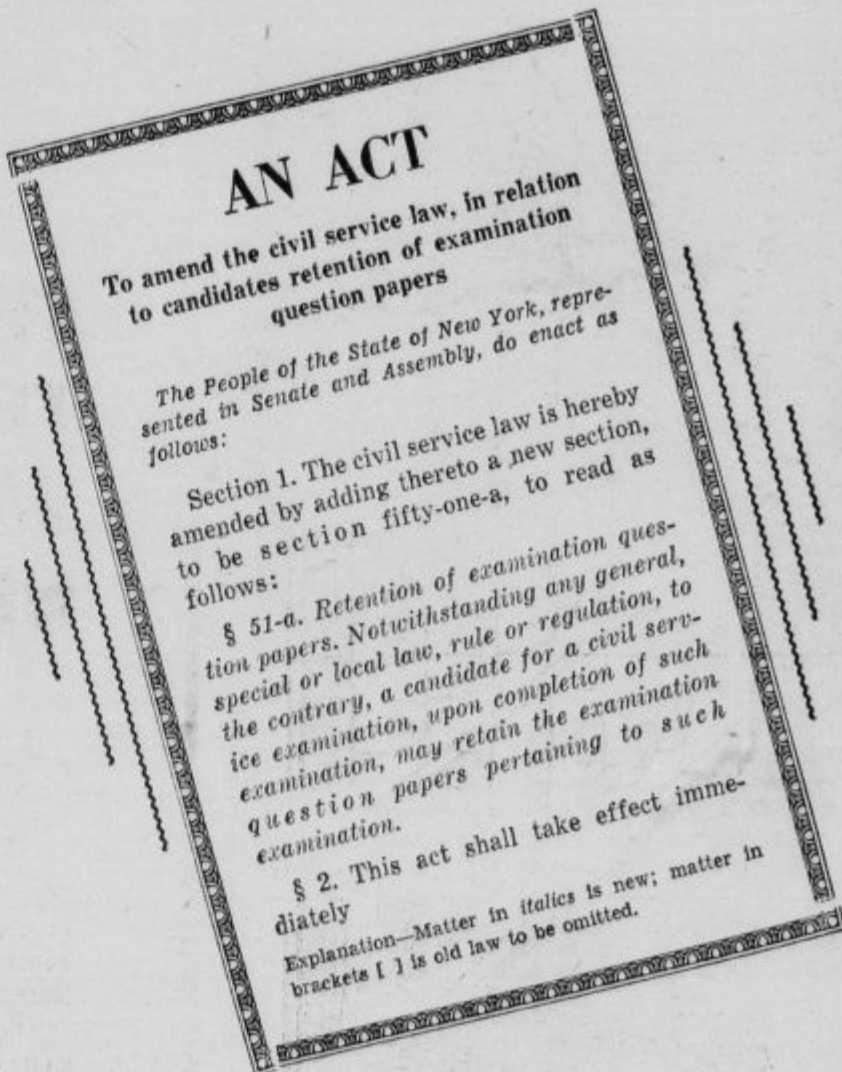 AN ACT
To amend the civil service law, in relation
to candidates retention of examination
question papers
The People of the State of New York, repre-
sented in Senate and Assembly, do enact as
follows:
Section 1. The civil service law is hereby
amended by adding thereto a new section,
to be section fifty-one-a, to read as
follows:
§ 51-a. Retention of examination ques-
tion papers. Notwithstanding any general,
special or local law, rule or regulation, to
the contrary, a candidate for a civil serv-
ice examination, upon completion of such
examination, may retain the examination
question papers pertaining to such
examination.
§ 2. This act shall take effect imme-
diately
Explanation—Matter in italics is new; matter in
brackets [ ] is old law to be omitted.